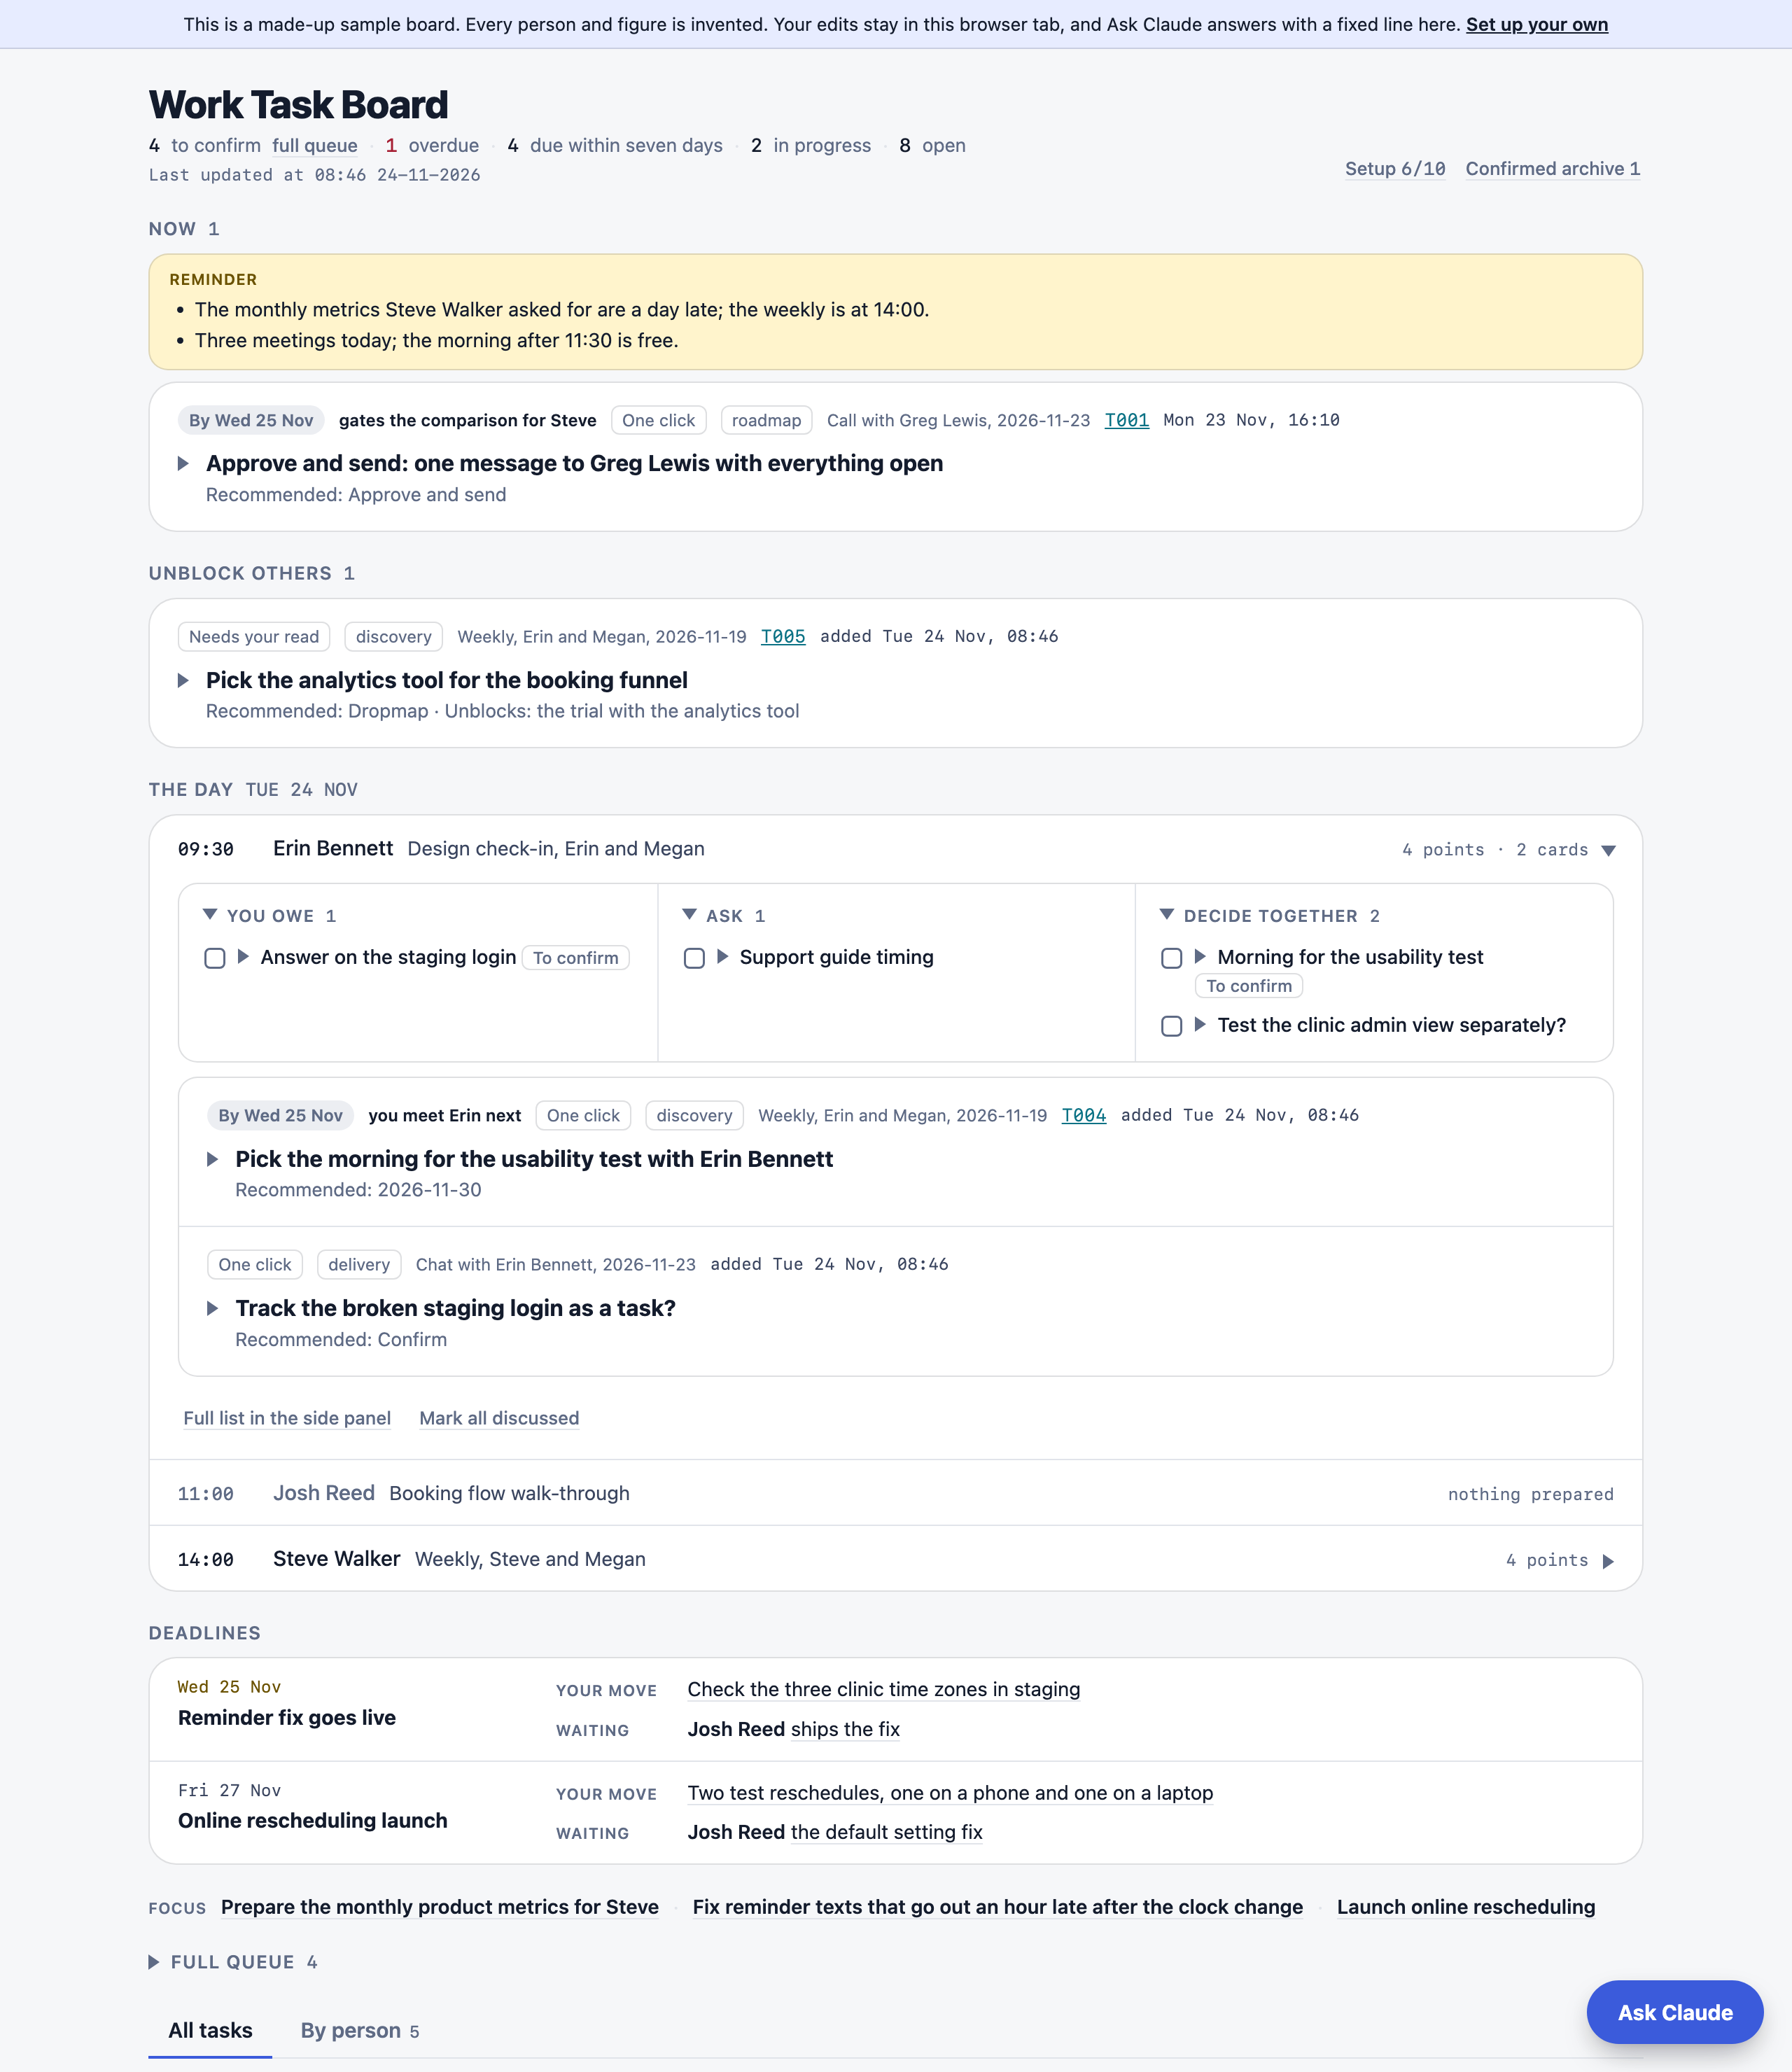 This is a made-up sample board. Every person and figure is invented. Your edits stay in this browser tab, and Ask Claude answers with a fixed line here. Set up your own
Work Task Board
4 to confirm full queue · 1 overdue · 4 due within seven days · 2 in progress · 8 open
Last updated at 08:46 24-11-2026
Setup 6/10 Confirmed archive 1
NOW 1
REMINDER
• The monthly metrics Steve Walker asked for are a day late; the weekly is at 14:00.
• Three meetings today; the morning after 11:30 is free.
By Wed 25 Nov gates the comparison for Steve One click roadmap Call with Greg Lewis, 2026-11-23 T001 Mon 23 Nov, 16:10
Approve and send: one message to Greg Lewis with everything open
Recommended: Approve and send
UNBLOCK OTHERS 1
Needs your read discovery Weekly, Erin and Megan, 2026-11-19 T005 added Tue 24 Nov, 08:46
Pick the analytics tool for the booking funnel
Recommended: Dropmap · Unblocks: the trial with the analytics tool
THE DAY TUE 24 NOV
09:30 Erin Bennett Design check-in, Erin and Megan 4 points · 2 cards
YOU OWE 1
Answer on the staging login To confirm
ASK 1
Support guide timing
DECIDE TOGETHER 2
Morning for the usability test
To confirm
Test the clinic admin view separately?
By Wed 25 Nov you meet Erin next One click discovery Weekly, Erin and Megan, 2026-11-19 T004 added Tue 24 Nov, 08:46
Pick the morning for the usability test with Erin Bennett
Recommended: 2026-11-30
One click delivery Chat with Erin Bennett, 2026-11-23 added Tue 24 Nov, 08:46
Track the broken staging login as a task?
Recommended: Confirm
Full list in the side panel Mark all discussed
11:00 Josh Reed Booking flow walk-through nothing prepared
14:00 Steve Walker Weekly, Steve and Megan 4 points
DEADLINES
Wed 25 Nov
Reminder fix goes live
YOUR MOVE Check the three clinic time zones in staging
WAITING Josh Reed ships the fix
Fri 27 Nov
Online rescheduling launch
YOUR MOVE Two test reschedules, one on a phone and one on a laptop
WAITING Josh Reed the default setting fix
FOCUS Prepare the monthly product metrics for Steve · Fix reminder texts that go out an hour late after the clock change · Launch online rescheduling
FULL QUEUE 4
All tasks By person 5
Ask Claude